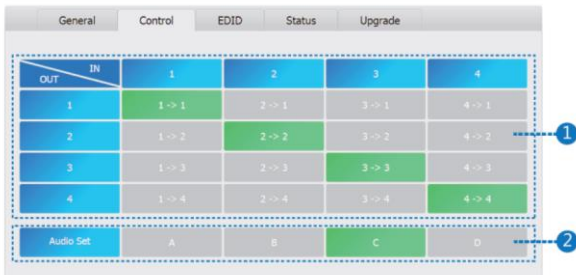 General Control EDID Status Upgrade
IN
OUT
1 2 3 4
1 1 -> 1 2 -> 1 3 -> 1 4 -> 1
1
2 1 -> 2 2 -> 2 3 -> 2 4 -> 2
3 1 -> 3 2 -> 3 3 -> 3 4 -> 3
4 1 -> 4 2 -> 4 3 -> 4 4 -> 4
Audio Set A B C D
2